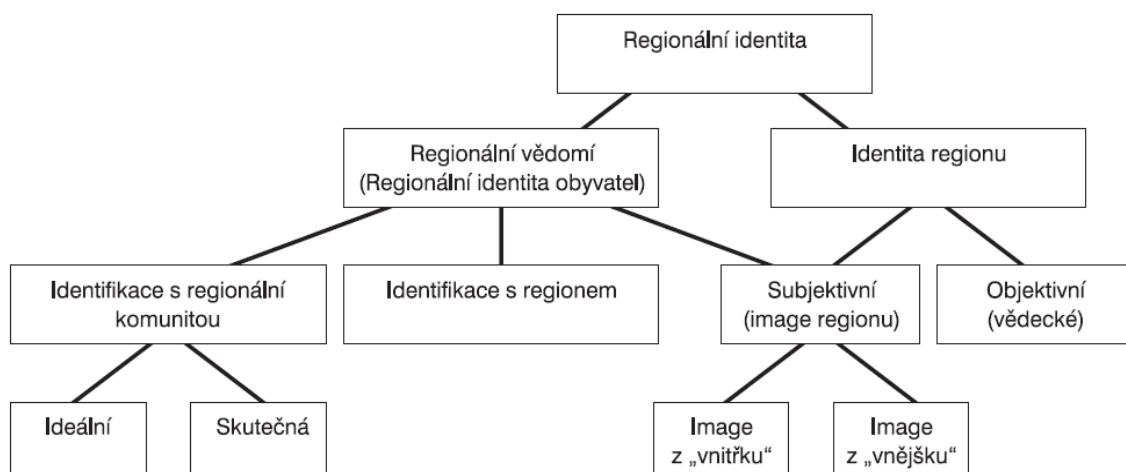 Regionální identita
Regionální vědomí
(Regionální identita obyvatel)
Identita regionu
Identifikace s regionální
komunitou
Identifikace s regionem
Subjektivní
(image regionu)
Objektivní
(vědecké)
Ideální
Skutečná
Image
z „vnitřku“
Image
z „vnějšku“